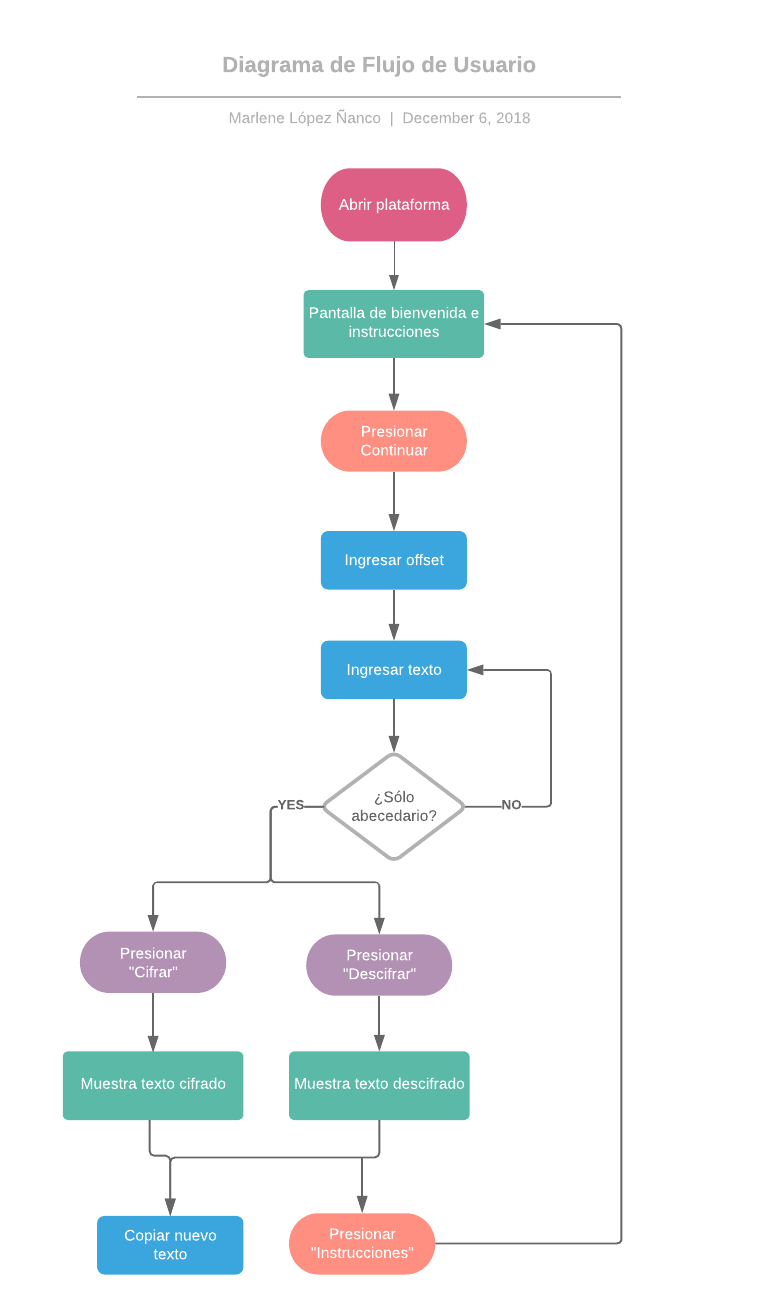 Diagrama de Flujo de Usuario
Marlene López Ñanco | December 6, 2018
Abrir plataforma
Pantalla de bienvenida e
instrucciones
Presionar
Continuar
Ingresar offset
Ingresar texto
¿Sólo
abecedario?
YES
NO
Presionar
"Cifrar"
Presionar
"Descifrar"
Muestra texto cifrado
Muestra texto descifrado
Copiar nuevo
texto
Presionar
"Instrucciones"